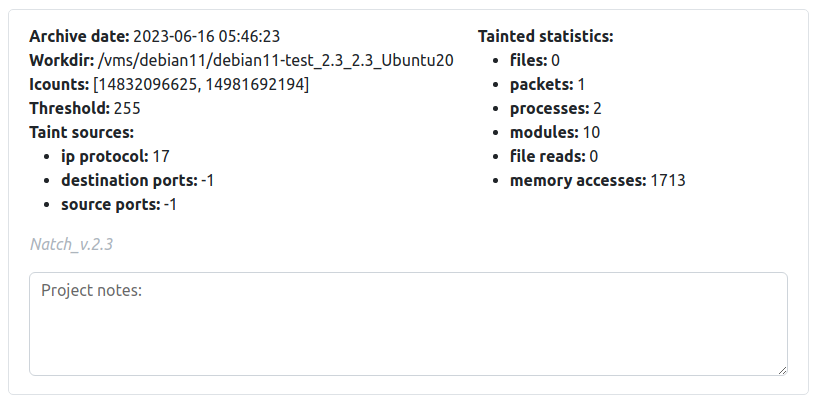 Archive date: 2023-06-16 05:46:23
Workdir: /vms/debian11/debian11-test_2.3_2.3_Ubuntu20
Icounts: [14832096625, 14981692194]
Threshold: 255
Taint sources:
• ip protocol: 17
• destination ports: -1
• source ports: -1
Natch_v.2.3
Tainted statistics:
• files: 0
• packets: 1
• processes: 2
• modules: 10
• file reads: 0
• memory accesses: 1713
Project notes: